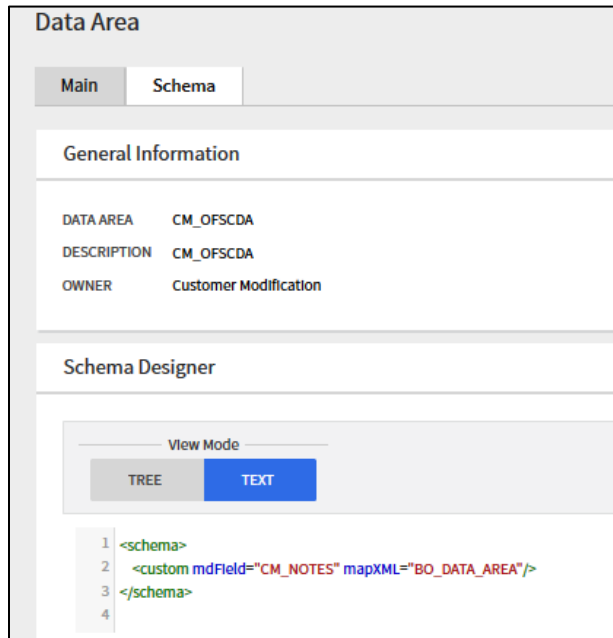 Data Area
Main Schema
General Information
DATA AREA CM_OFSCDA
DESCRIPTION CM_OFSCDA
OWNER Customer Modification
Schema Designer
View Mode
TREE TEXT
1 <schema>
2 <custom mdField="CM_NOTES" mapXML="BO_DATA_AREA"/>
3 </schema>
4